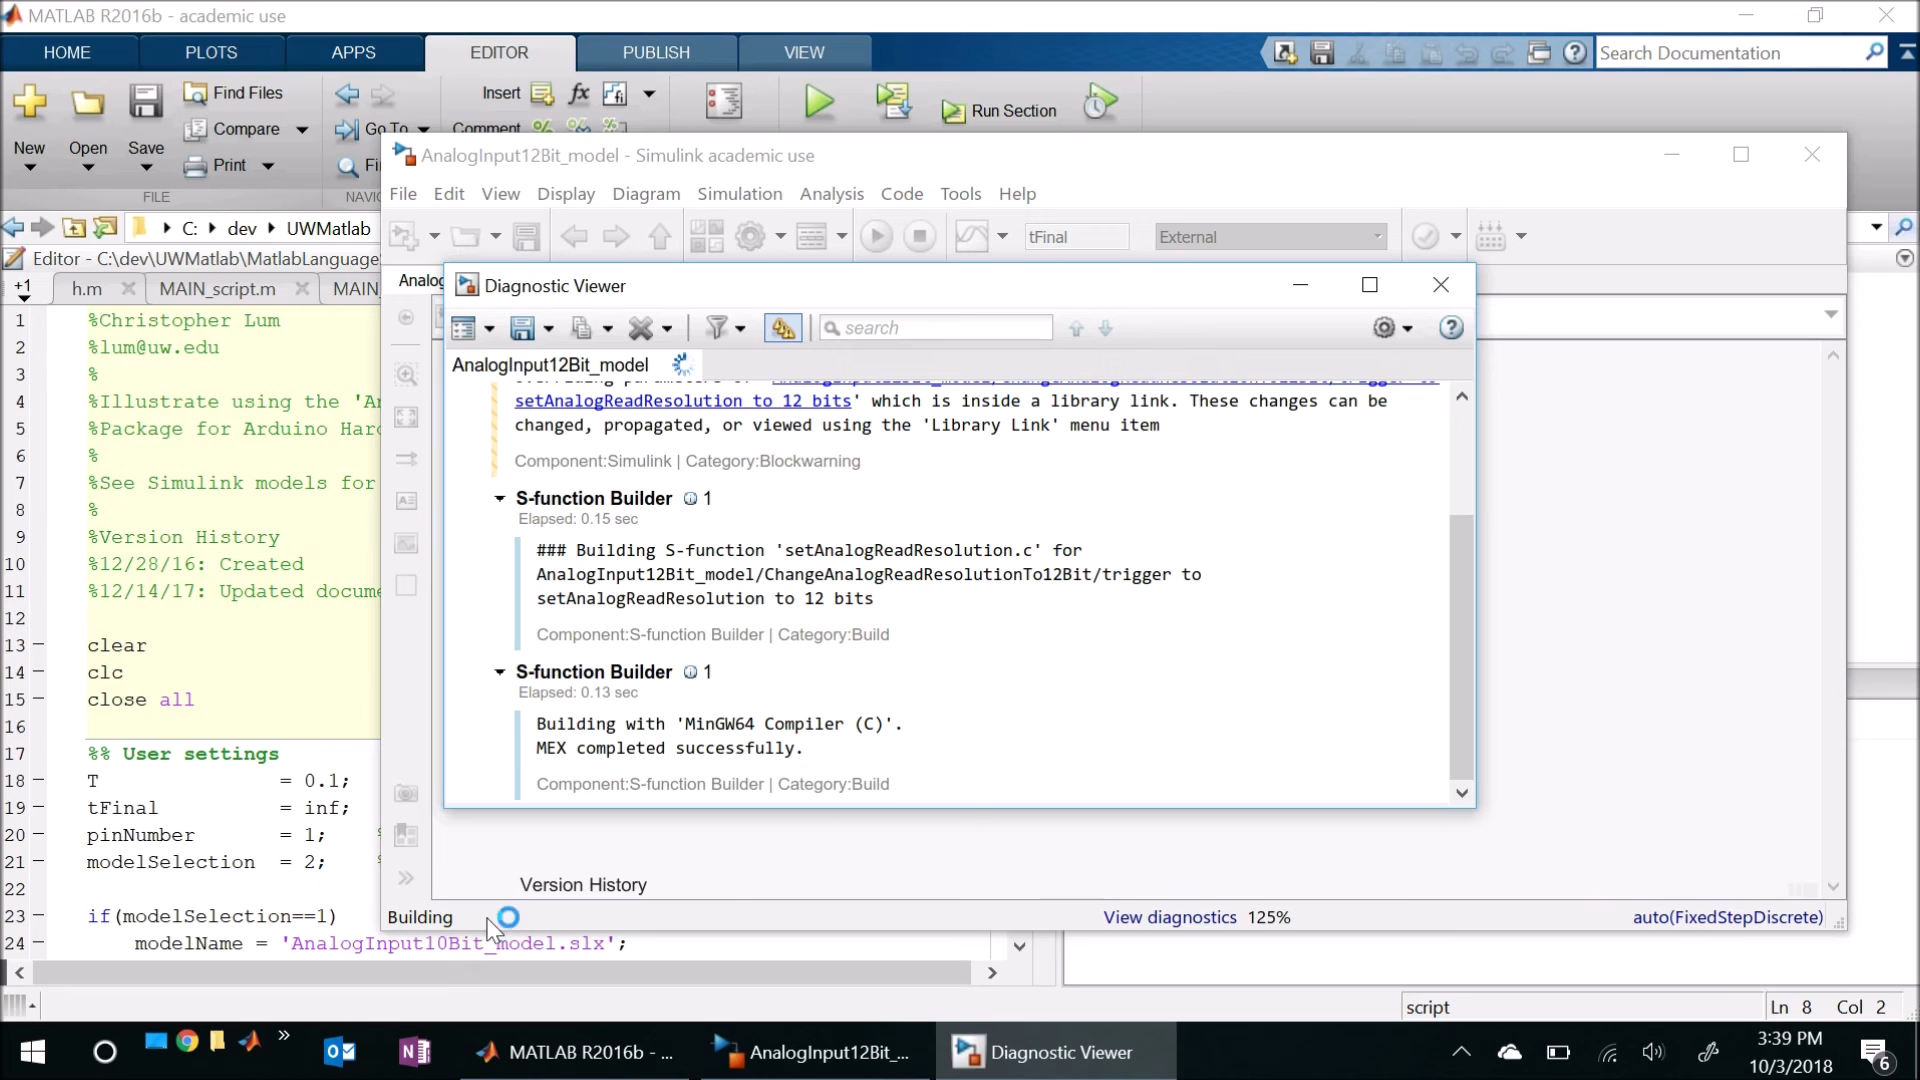 MATLAB R2016b - academic use
HOME
PLOTS
APPS
EDITOR
PUBLISH
VIEW
Search Documentation
New
Open
Save
Find Files
Compare
Print
FILE
Insert
fx
Comment
Go To
Run Section
C: dev UWMatlab
Editor - C:\dev\UWMatlab\MatlabLanguage
+1
h.m
MAIN_script.m
MAIN_
1 %Christopher Lum
2 %lum@uw.edu
3 %
4 %Illustrate using the
5 %Package for Arduino
6 %
7 %See Simulink models for
8 %
9 %Version History
10 %12/28/16: Created
11 %12/14/17: Updated
12
13 clear
14 clc
15 close all
16
17 %% User settings
18 T = 0.1;
19 tFinal = inf;
20 pinNumber = 1;
21 modelSelection = 2;
22
23 if(modelSelection==1)
24 modelName = 'AnalogInput10Bit_model.slx';
AnalogInput12Bit_model - Simulink academic use
File Edit View Display Diagram Simulation Analysis Code Tools Help
tFinal
External
Diagnostic Viewer
search
AnalogInput12Bit_model
setAnalogReadResolution to 12 bits' which is inside a library link. These changes can be
changed, propagated, or viewed using the 'Library Link' menu item
Component:Simulink | Category:Blockwarning
S-function Builder 1
Elapsed: 0.15 sec
### Building S-function 'setAnalogReadResolution.c' for
AnalogInput12Bit_model/ChangeAnalogReadResolutionTo12Bit/trigger to
setAnalogReadResolution to 12 bits
Component:S-function Builder | Category:Build
S-function Builder 1
Elapsed: 0.13 sec
Building with 'MinGW64 Compiler (C)'.
MEX completed successfully.
Component:S-function Builder | Category:Build
Version History
Building
View diagnostics 125%
auto(FixedStepDiscrete)
script
Ln 8 Col 2
MATLAB R2016b - ...
AnalogInput12Bit_...
Diagnostic Viewer
3:39 PM
10/3/2018
6